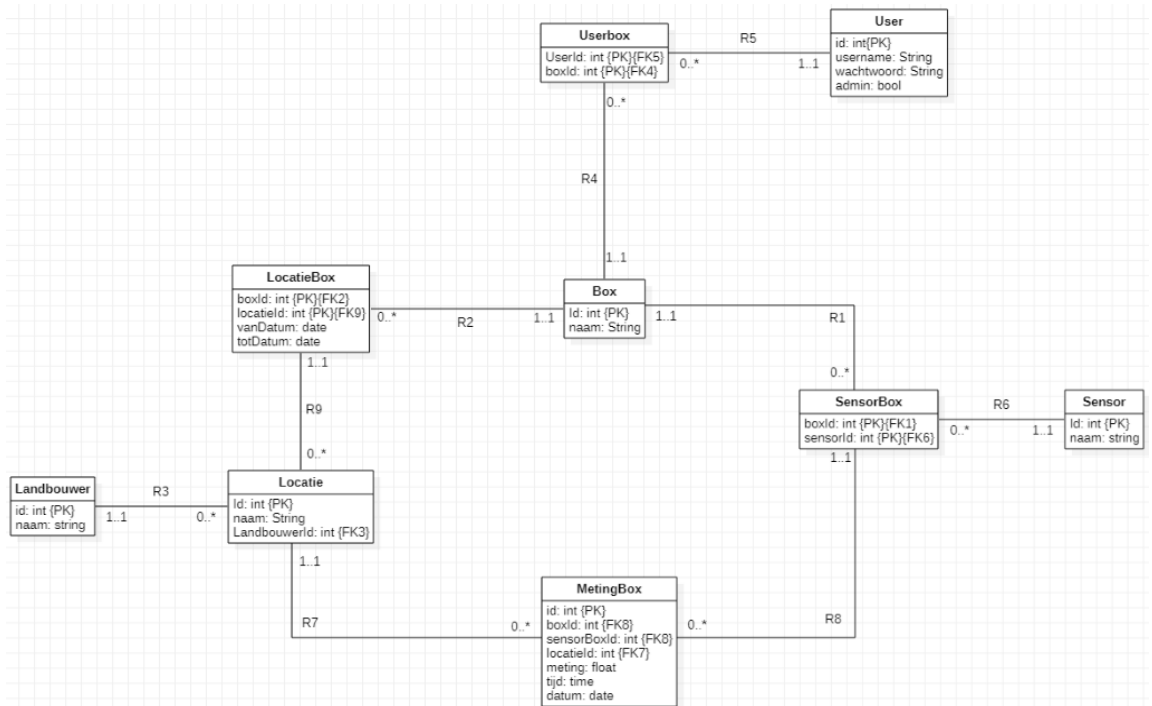 User
id: int{PK}
username: String
wachtwoord: String
admin: bool
Userbox
UserId: int {PK}{FK5}
boxId: int {PK}{FK4}
R5
0..*
1..1
0..*
R4
1..1
LocatieBox
boxId: int {PK}{FK2}
locatieId: int {PK}{FK9}
vanDatum: date
totDatum: date
Box
Id: int {PK}
naam: String
0..*
R2
1..1
1..1
R1
0..*
1..1
R9
0..*
SensorBox
boxId: int {PK}{FK1}
sensorId: int {PK}{FK6}
R6
0..*
1..1
Sensor
Id: int {PK}
naam: string
1..1
Landbouwer
id: int {PK}
naam: string
R3
1..1
0..*
Locatie
Id: int {PK}
naam: String
LandbouwerId: int {FK3}
1..1
R7
0..*
MetingBox
id: int {PK}
boxId: int {FK8}
sensorBoxId: int {FK8}
locatieId: int {FK7}
meting: float
tijd: time
datum: date
0..*
R8